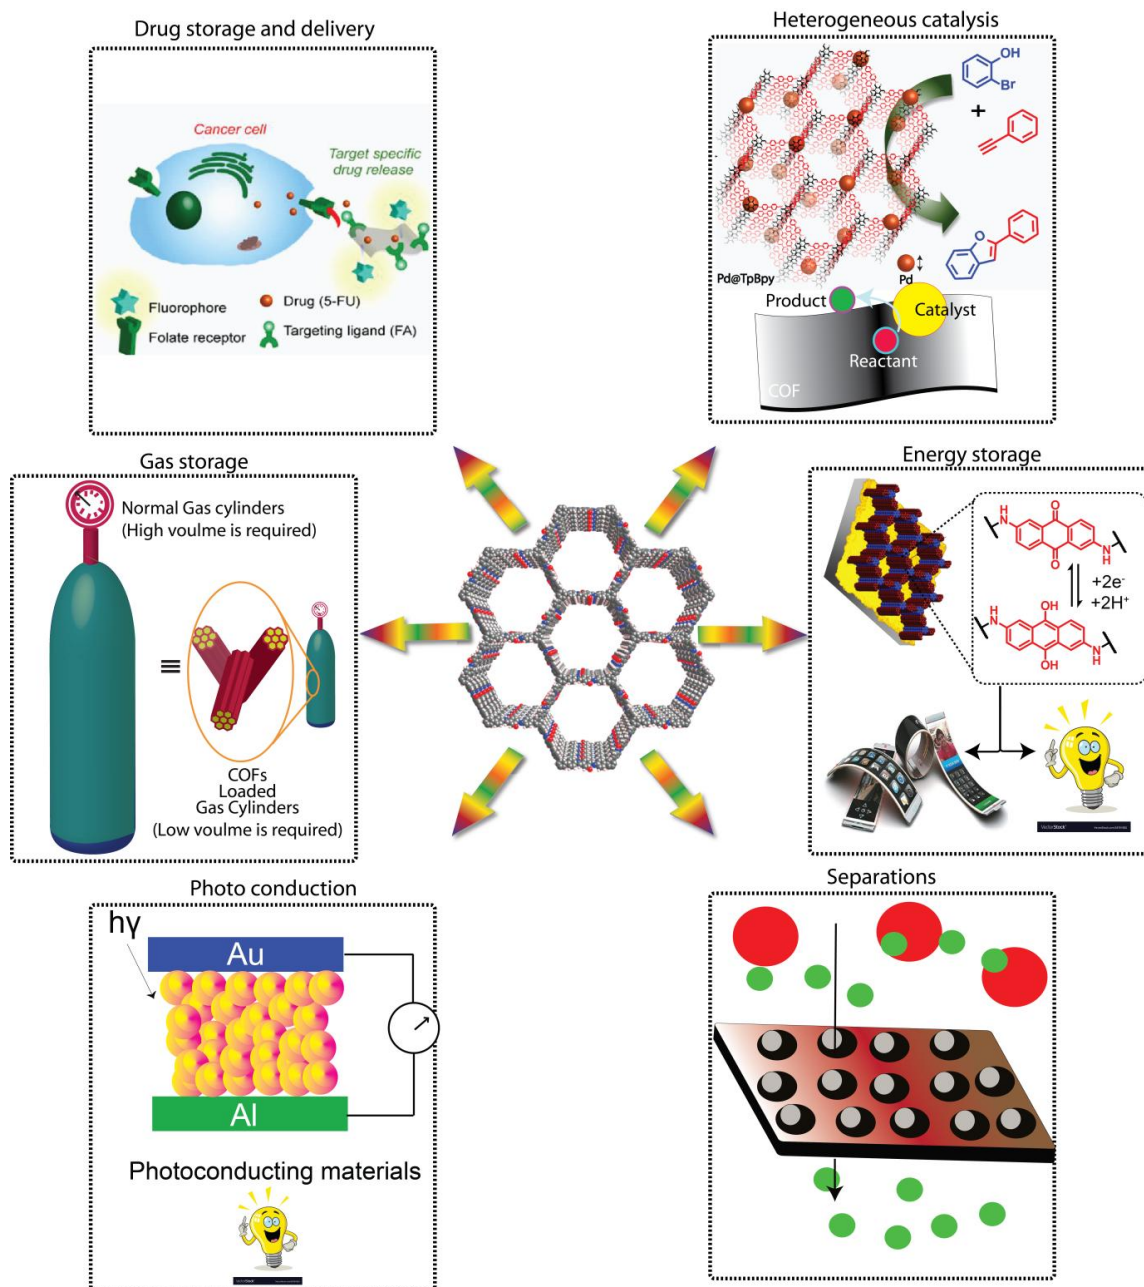 Drug storage and delivery
Cancer cell
Target specific
drug release
Fluorophore
Drug (5-FU)
Folate receptor
Targeting ligand (FA)
Heterogeneous catalysis
OH
Br
+
O
Pd@TpBpy
Pd
Product
Catalyst
Reactant
COF
Gas storage
Normal Gas cylinders
(High voulme is required)
≡
COFs
Loaded
Gas Cylinders
(Low voulme is required)
Energy storage
O
H
N
N
H
O
+2e-
+2H+
OH
H
N
N
H
OH
VectorStock
Photo conduction
hγ
Au
Al
Photoconducting materials
Separations